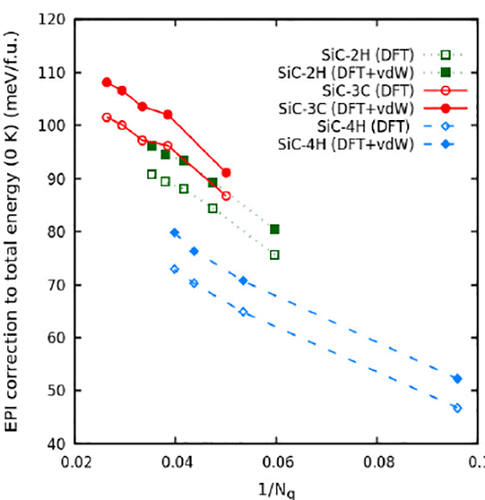 EPI correction to total energy (0 K) (meV/f.u.)
120
110
100
90
80
70
60
50
40
SiC-2H (DFT)
SiC-2H (DFT+vdW)
SiC-3C (DFT)
SiC-3C (DFT+vdW)
SiC-4H (DFT)
SiC-4H (DFT+vdW)
0.02 0.04 0.06 0.08 0.1
1/Nq